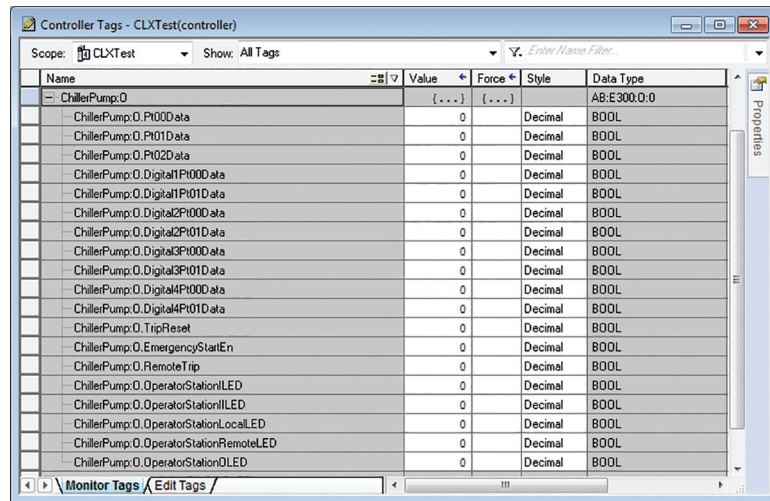 Controller Tags - CLXTest(controller)
Scope: CLXTest Show: All Tags Enter Name Filter...
Name Value Force Style Data Type
ChillerPump:O {...} {...} AB:E300:O:0
ChillerPump:O.Pt00Data 0 Decimal BOOL
ChillerPump:O.Pt01Data 0 Decimal BOOL
ChillerPump:O.Pt02Data 0 Decimal BOOL
ChillerPump:O.Digital1Pt00Data 0 Decimal BOOL
ChillerPump:O.Digital1Pt01Data 0 Decimal BOOL
ChillerPump:O.Digital2Pt00Data 0 Decimal BOOL
ChillerPump:O.Digital2Pt01Data 0 Decimal BOOL
ChillerPump:O.Digital3Pt00Data 0 Decimal BOOL
ChillerPump:O.Digital3Pt01Data 0 Decimal BOOL
ChillerPump:O.Digital4Pt00Data 0 Decimal BOOL
ChillerPump:O.Digital4Pt01Data 0 Decimal BOOL
ChillerPump:O.TripReset 0 Decimal BOOL
ChillerPump:O.EmergencyStartEn 0 Decimal BOOL
ChillerPump:O.RemoteTrip 0 Decimal BOOL
ChillerPump:O.OperatorStationILED 0 Decimal BOOL
ChillerPump:O.OperatorStationIILED 0 Decimal BOOL
ChillerPump:O.OperatorStationLocalLED 0 Decimal BOOL
ChillerPump:O.OperatorStationRemoteLED 0 Decimal BOOL
ChillerPump:O.OperatorStationOLED 0 Decimal BOOL
Monitor Tags Edit Tags
Properties